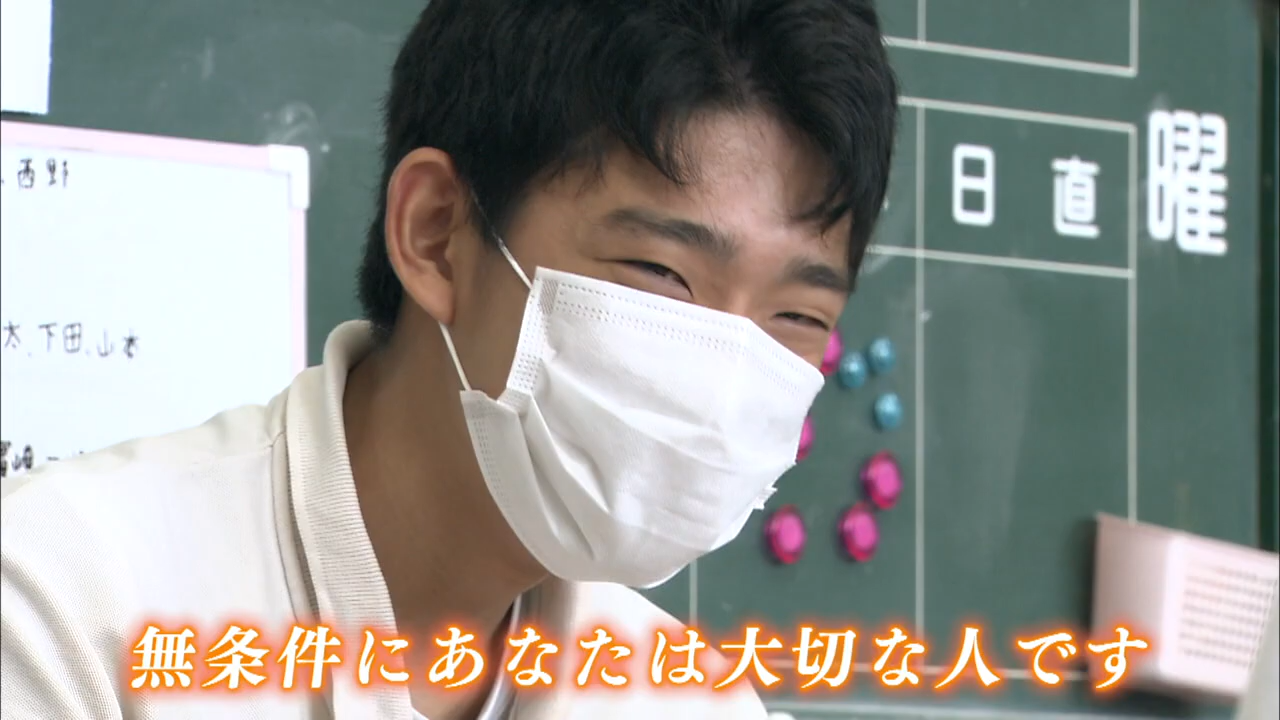 西野
太、下田、山本
日直
曜
無条件にあなたは大切な人です